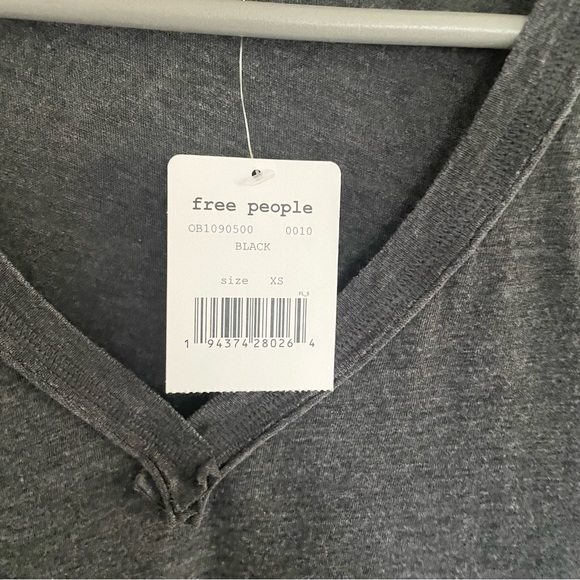 free people
OB1090500 0010
BLACK
size XS
1 94374 28026 4